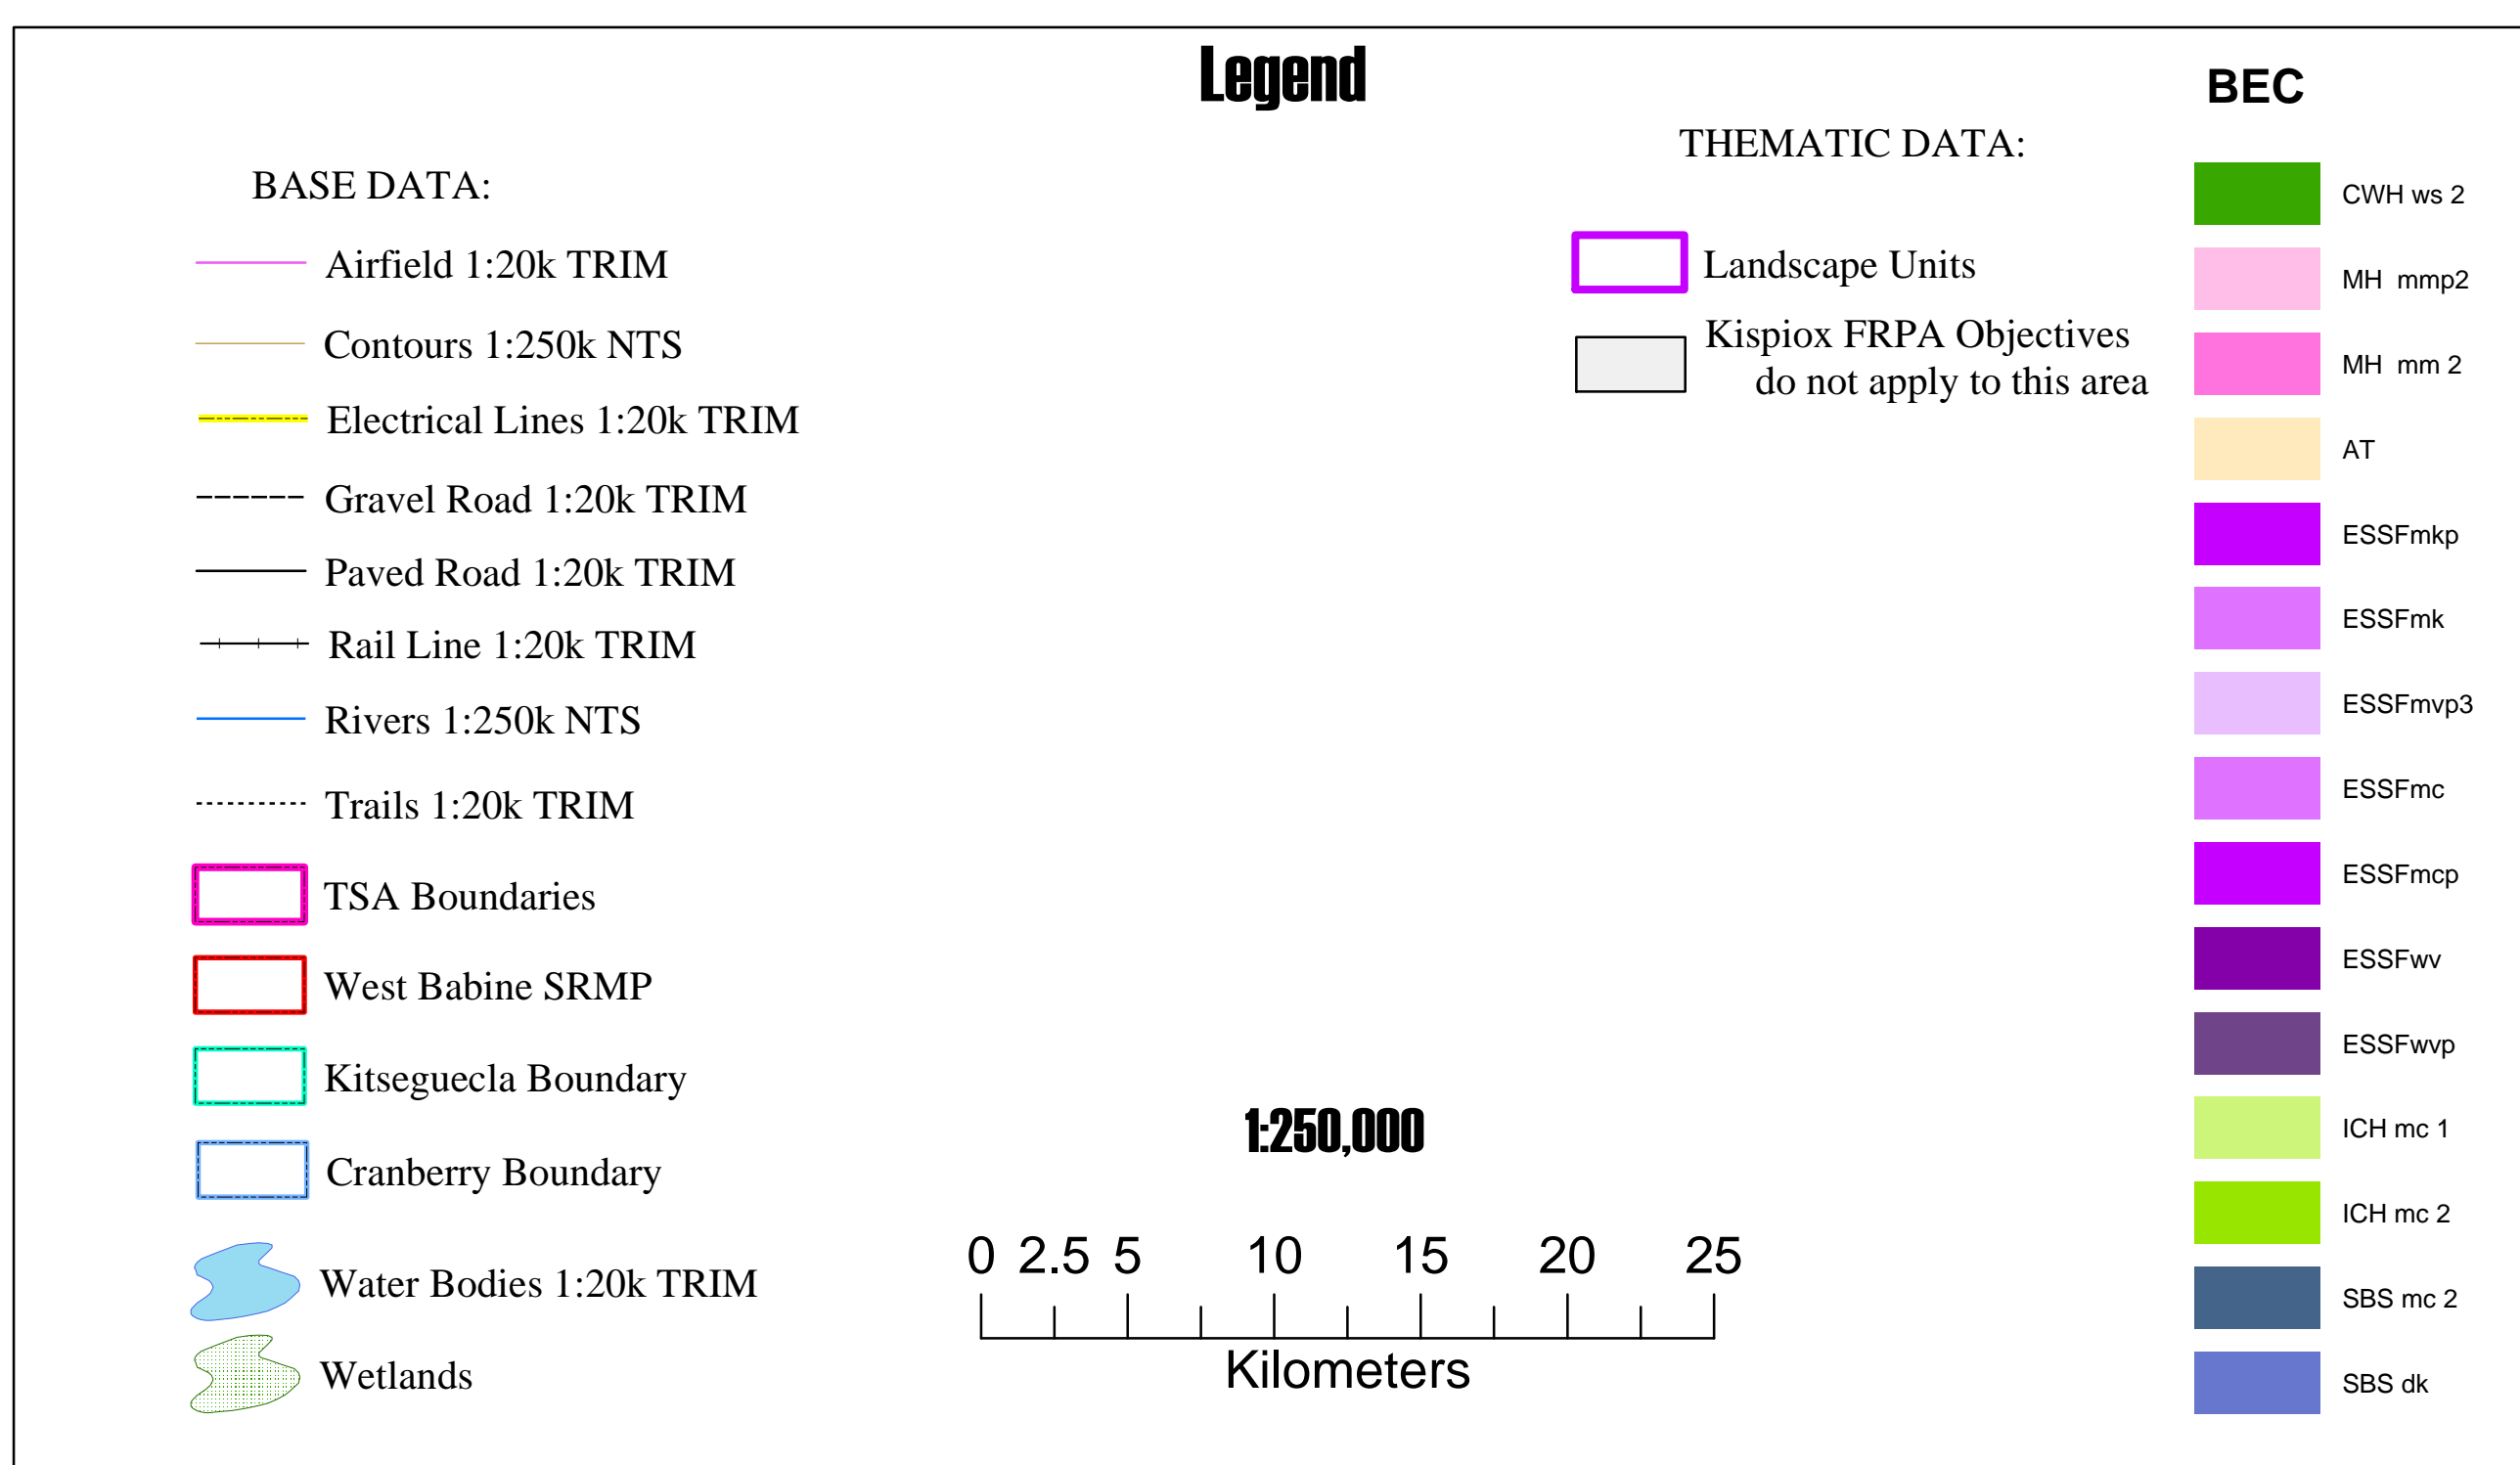 Legend
BASE DATA:
Airfield 1:20k TRIM
Contours 1:250k NTS
Electrical Lines 1:20k TRIM
Gravel Road 1:20k TRIM
Paved Road 1:20k TRIM
Rail Line 1:20k TRIM
Rivers 1:250k NTS
Trails 1:20k TRIM
TSA Boundaries
West Babine SRMP
Kitseguecla Boundary
Cranberry Boundary
Water Bodies 1:20k TRIM
Wetlands
THEMATIC DATA:
Landscape Units
Kispiox FRPA Objectives
do not apply to this area
1:250,000
0 2.5 5 10 15 20 25
Kilometers
BEC
CWH ws 2
MH mmp2
MH mm 2
AT
ESSFmkp
ESSFmk
ESSFmvp3
ESSFmc
ESSFmcp
ESSFwv
ESSFwvp
ICH mc 1
ICH mc 2
SBS mc 2
SBS dk